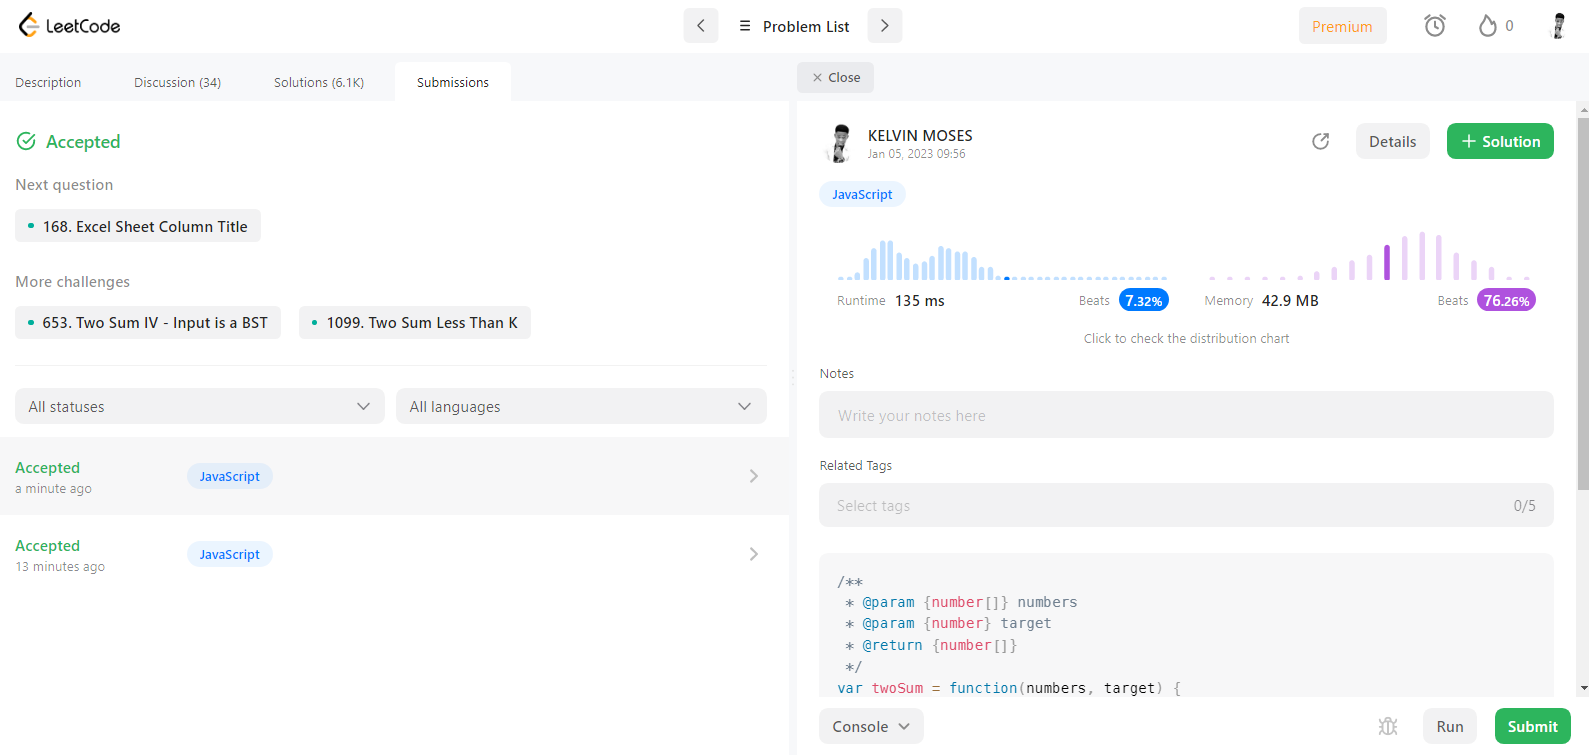 LeetCode
Problem List
Premium
0
Description
Discussion (34)
Solutions (6.1K)
Submissions
Accepted
Next question
168. Excel Sheet Column Title
More challenges
653. Two Sum IV - Input is a BST
1099. Two Sum Less Than K
All statuses
All languages
Accepted
a minute ago
JavaScript
Accepted
13 minutes ago
JavaScript
Close
KELVIN MOSES
Jan 05, 2023 09:56
Details
+ Solution
JavaScript
Runtime 135 ms
Beats 7.32%
Memory 42.9 MB
Beats 76.26%
Click to check the distribution chart
Notes
Write your notes here
Related Tags
Select tags
0/5
/**
 * @param {number[]} numbers
 * @param {number} target
 * @return {number[]}
 */
var twoSum = function(numbers, target) {
Console
Run
Submit